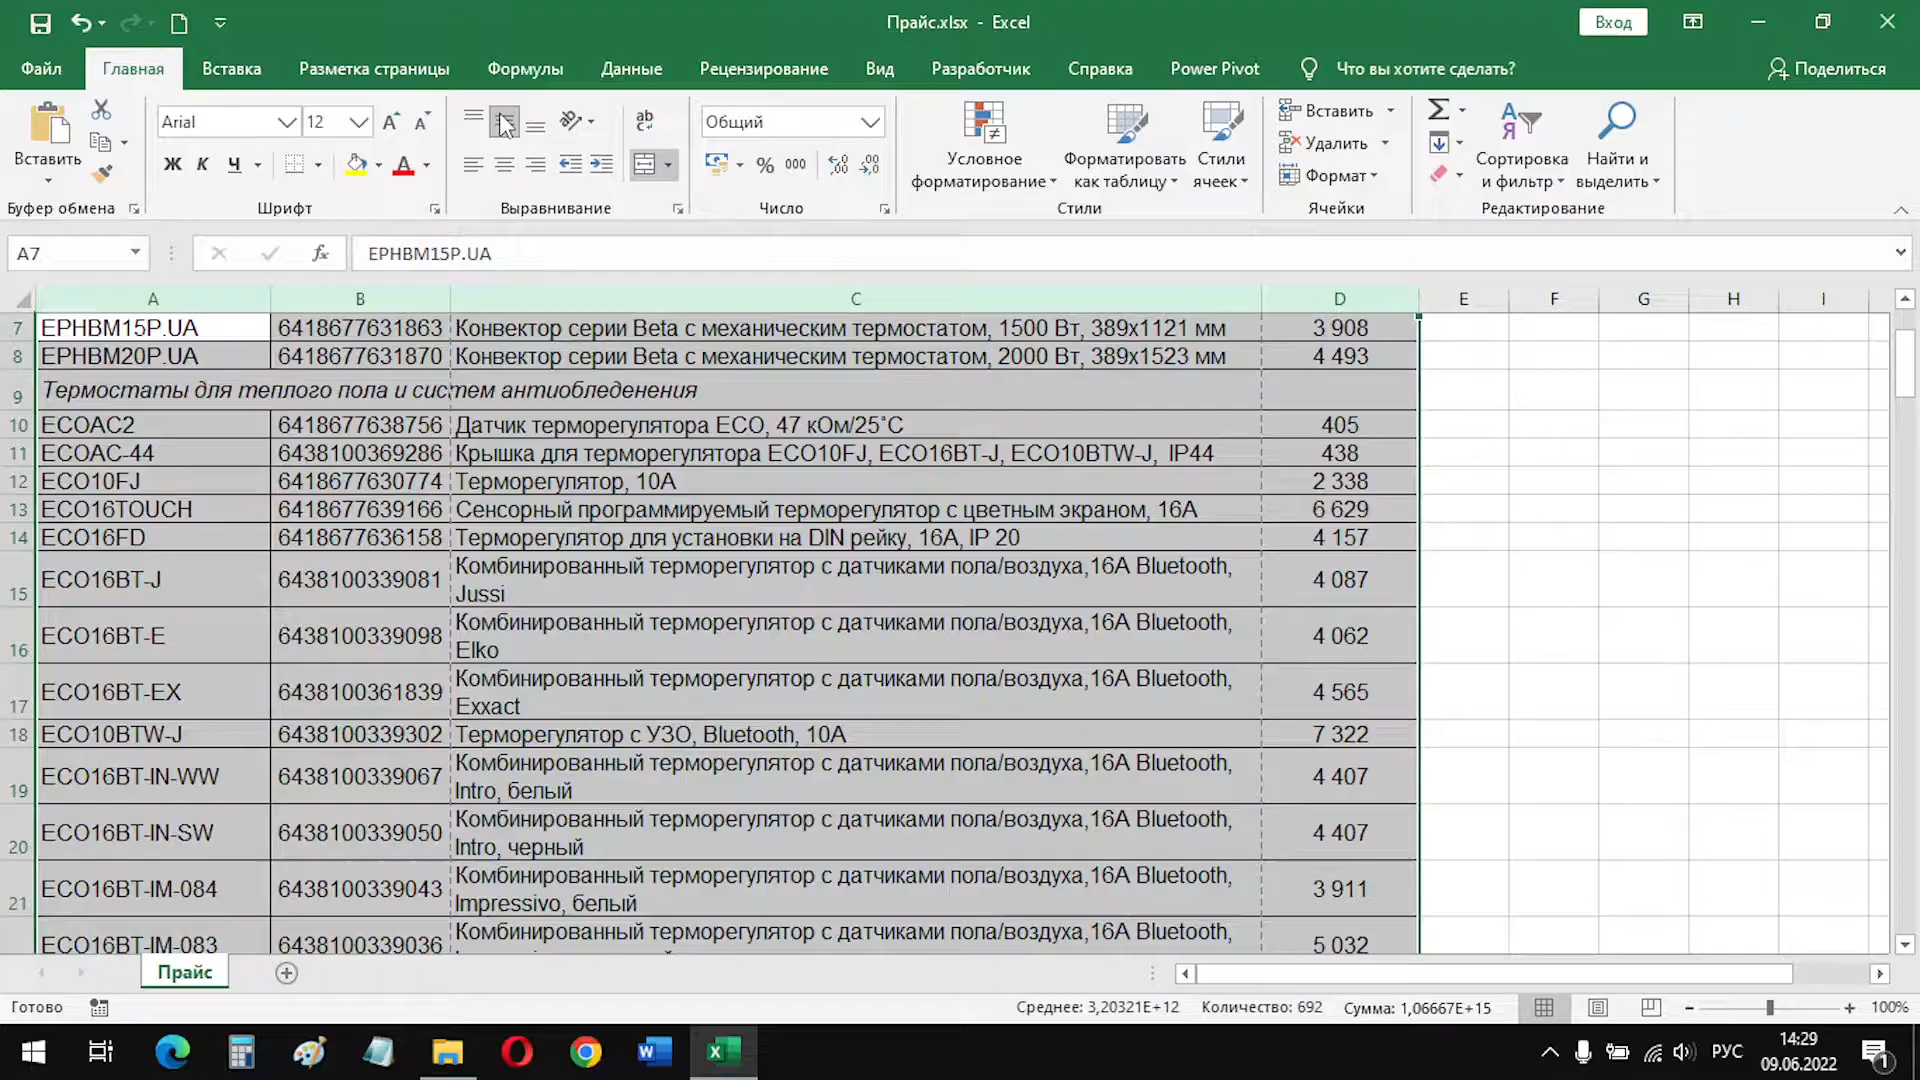 Прайс.xlsx - Excel
Вход
Файл
Главная
Вставка
Разметка страницы
Формулы
Данные
Рецензирование
Вид
Разработчик
Справка
Power Pivot
Что вы хотите сделать?
Поделиться
Вставить
Arial
12
Ж К Ч
Общий
% 000
Условное форматирование
Форматировать как таблицу
Стили ячеек
Вставить
Удалить
Формат
Сортировка и фильтр
Найти и выделить
Буфер обмена
Шрифт
Выравнивание
Число
Стили
Ячейки
Редактирование
A7
fx
EPHBM15P.UA
A B C D E F G H I
7 EPHBM15P.UA 6418677631863 Конвектор серии Beta с механическим термостатом, 1500 Вт, 389x1121 мм 3 908
8 EPHBM20P.UA 6418677631870 Конвектор серии Beta с механическим термостатом, 2000 Вт, 389x1523 мм 4 493
9 Термостаты для теплого пола и систем антиобледенения
10 ECOAC2 6418677638756 Датчик терморегулятора ECO, 47 кОм/25˚С 405
11 ECOAC-44 6438100369286 Крышка для терморегулятора ECO10FJ, ECO16BT-J, ECO10BTW-J, IP44 438
12 ECO10FJ 6418677630774 Терморегулятор, 10А 2 338
13 ECO16TOUCH 6418677639166 Сенсорный программируемый терморегулятор с цветным экраном, 16А 6 629
14 ECO16FD 6418677636158 Терморегулятор для установки на DIN рейку, 16А, IP 20 4 157
15 ECO16BT-J 6438100339081 Комбинированный терморегулятор с датчиками пола/воздуха,16А Bluetooth, 4 087
Jussi
16 ECO16BT-E 6438100339098 Комбинированный терморегулятор с датчиками пола/воздуха,16А Bluetooth, 4 062
Elko
17 ECO16BT-EX 6438100361839 Комбинированный терморегулятор с датчиками пола/воздуха,16А Bluetooth, 4 565
Exxact
18 ECO10BTW-J 6438100339302 Терморегулятор с УЗО, Bluetooth, 10А 7 322
19 ECO16BT-IN-WW 6438100339067 Комбинированный терморегулятор с датчиками пола/воздуха,16А Bluetooth, 4 407
Intro, белый
20 ECO16BT-IN-SW 6438100339050 Комбинированный терморегулятор с датчиками пола/воздуха,16А Bluetooth, 4 407
Intro, черный
21 ECO16BT-IM-084 6438100339043 Комбинированный терморегулятор с датчиками пола/воздуха,16А Bluetooth, 3 911
Impressivo, белый
ECO16BT-IM-083 6438100339036 Комбинированный терморегулятор с датчиками пола/воздуха,16А Bluetooth, 5 032
Прайс
Готово
Среднее: 3,20321E+12 Количество: 692 Сумма: 1,06667E+15
100%
РУС
14:29
09.06.2022
1